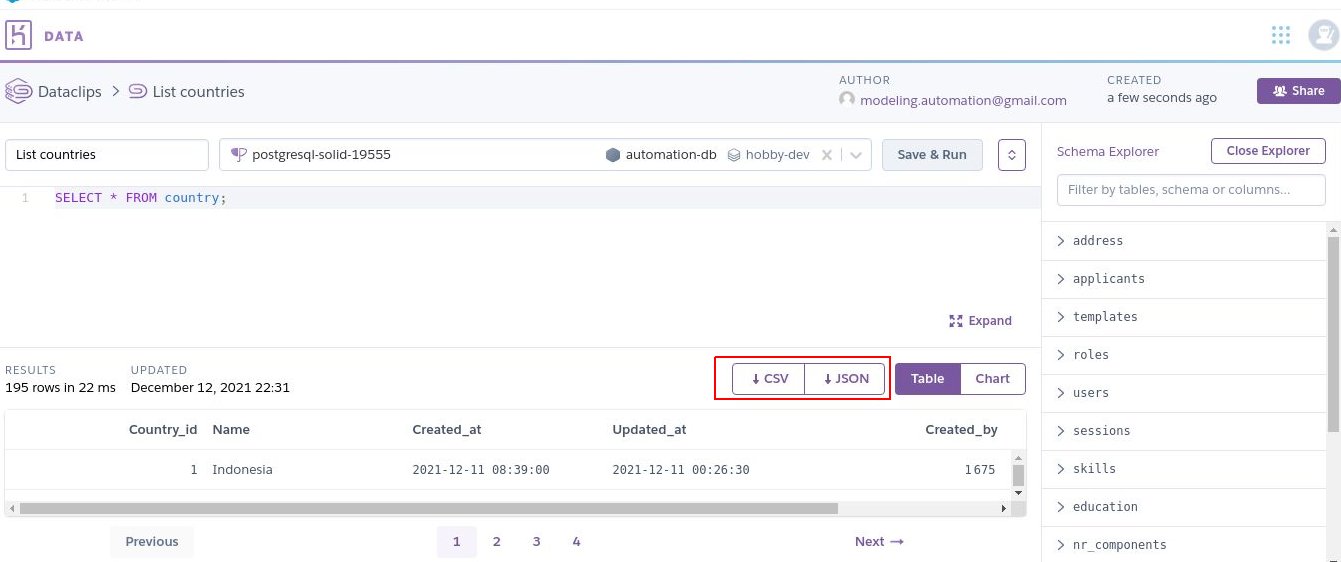 DATA
Dataclips > List countries
AUTHOR
modeling.automation@gmail.com
CREATED
a few seconds ago
Share
List countries
postgresql-solid-19555
automation-db
hobby-dev
Save & Run
1 SELECT * FROM country;
Expand
Schema Explorer
Close Explorer
Filter by tables, schema or columns...
address
applicants
templates
roles
users
sessions
skills
education
nr_components
RESULTS
195 rows in 22 ms
UPDATED
December 12, 2021 22:31
CSV
JSON
Table
Chart
Country_id Name Created_at Updated_at Created_by
1 Indonesia 2021-12-11 08:39:00 2021-12-11 00:26:30 1675
Previous 1 2 3 4 Next →